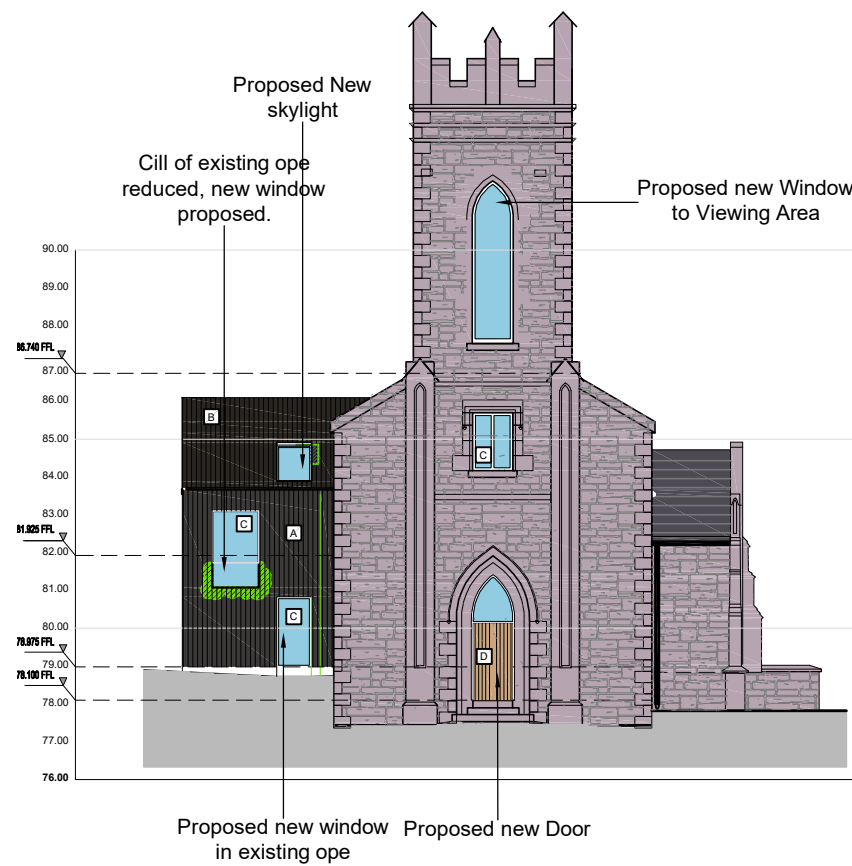 Proposed New
skylight
Cill of existing ope
reduced, new window
proposed.
Proposed new Window
to Viewing Area
90.00
89.00
88.00
86.740 FFL
87.00
86.00
B
85.00
C
84.00
83.00
C
A
81.925 FFL
82.00
81.00
80.00
C
78.975 FFL
D
79.00
78.100 FFL
78.00
77.00
76.00
Proposed new window
in existing ope
Proposed new Door